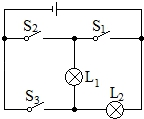 S₂ S₁
L₁
S₃ L₂